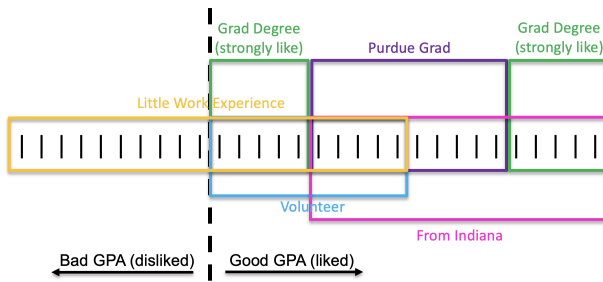 Grad Degree
(strongly like)
Purdue Grad
Grad Degree
(strongly like)
Little Work Experience
Volunteer
From Indiana
Bad GPA (disliked)
Good GPA (liked)